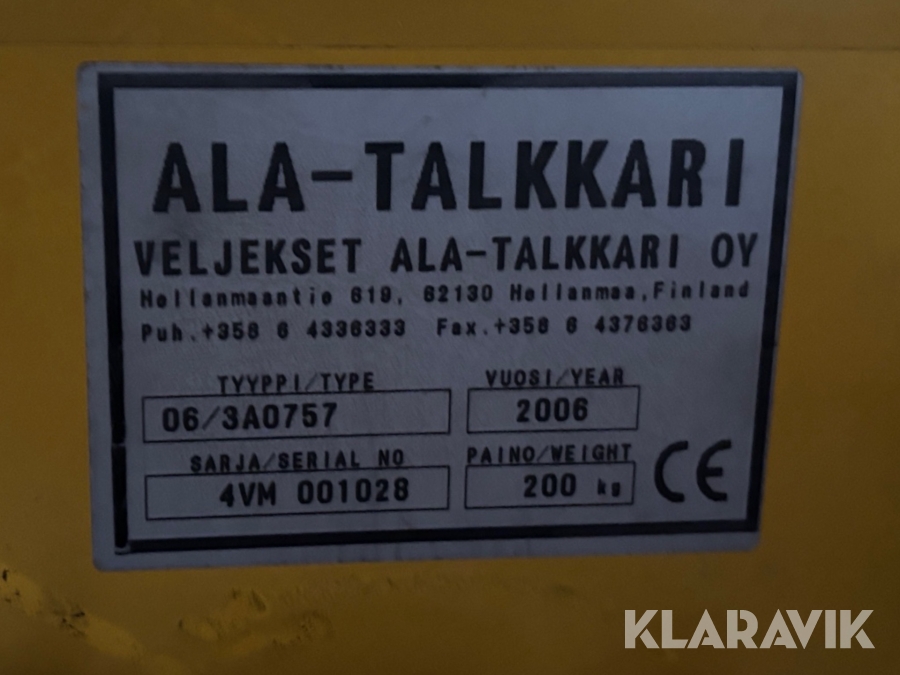 ALA-TALKKARI
VELJEKSET ALA-TALKKARI OY
Hellanmaantie 619, 62130 Hellanmaa, Finland
Puh. +358 6 4336333 Fax. +358 6 4376363
TYYPPI/TYPE VUOSI/YEAR
06/3A0757 2006
SARJA/SERIAL NO PAINO/WEIGHT
4VM 001028 200 kg CE
KLARAVIK